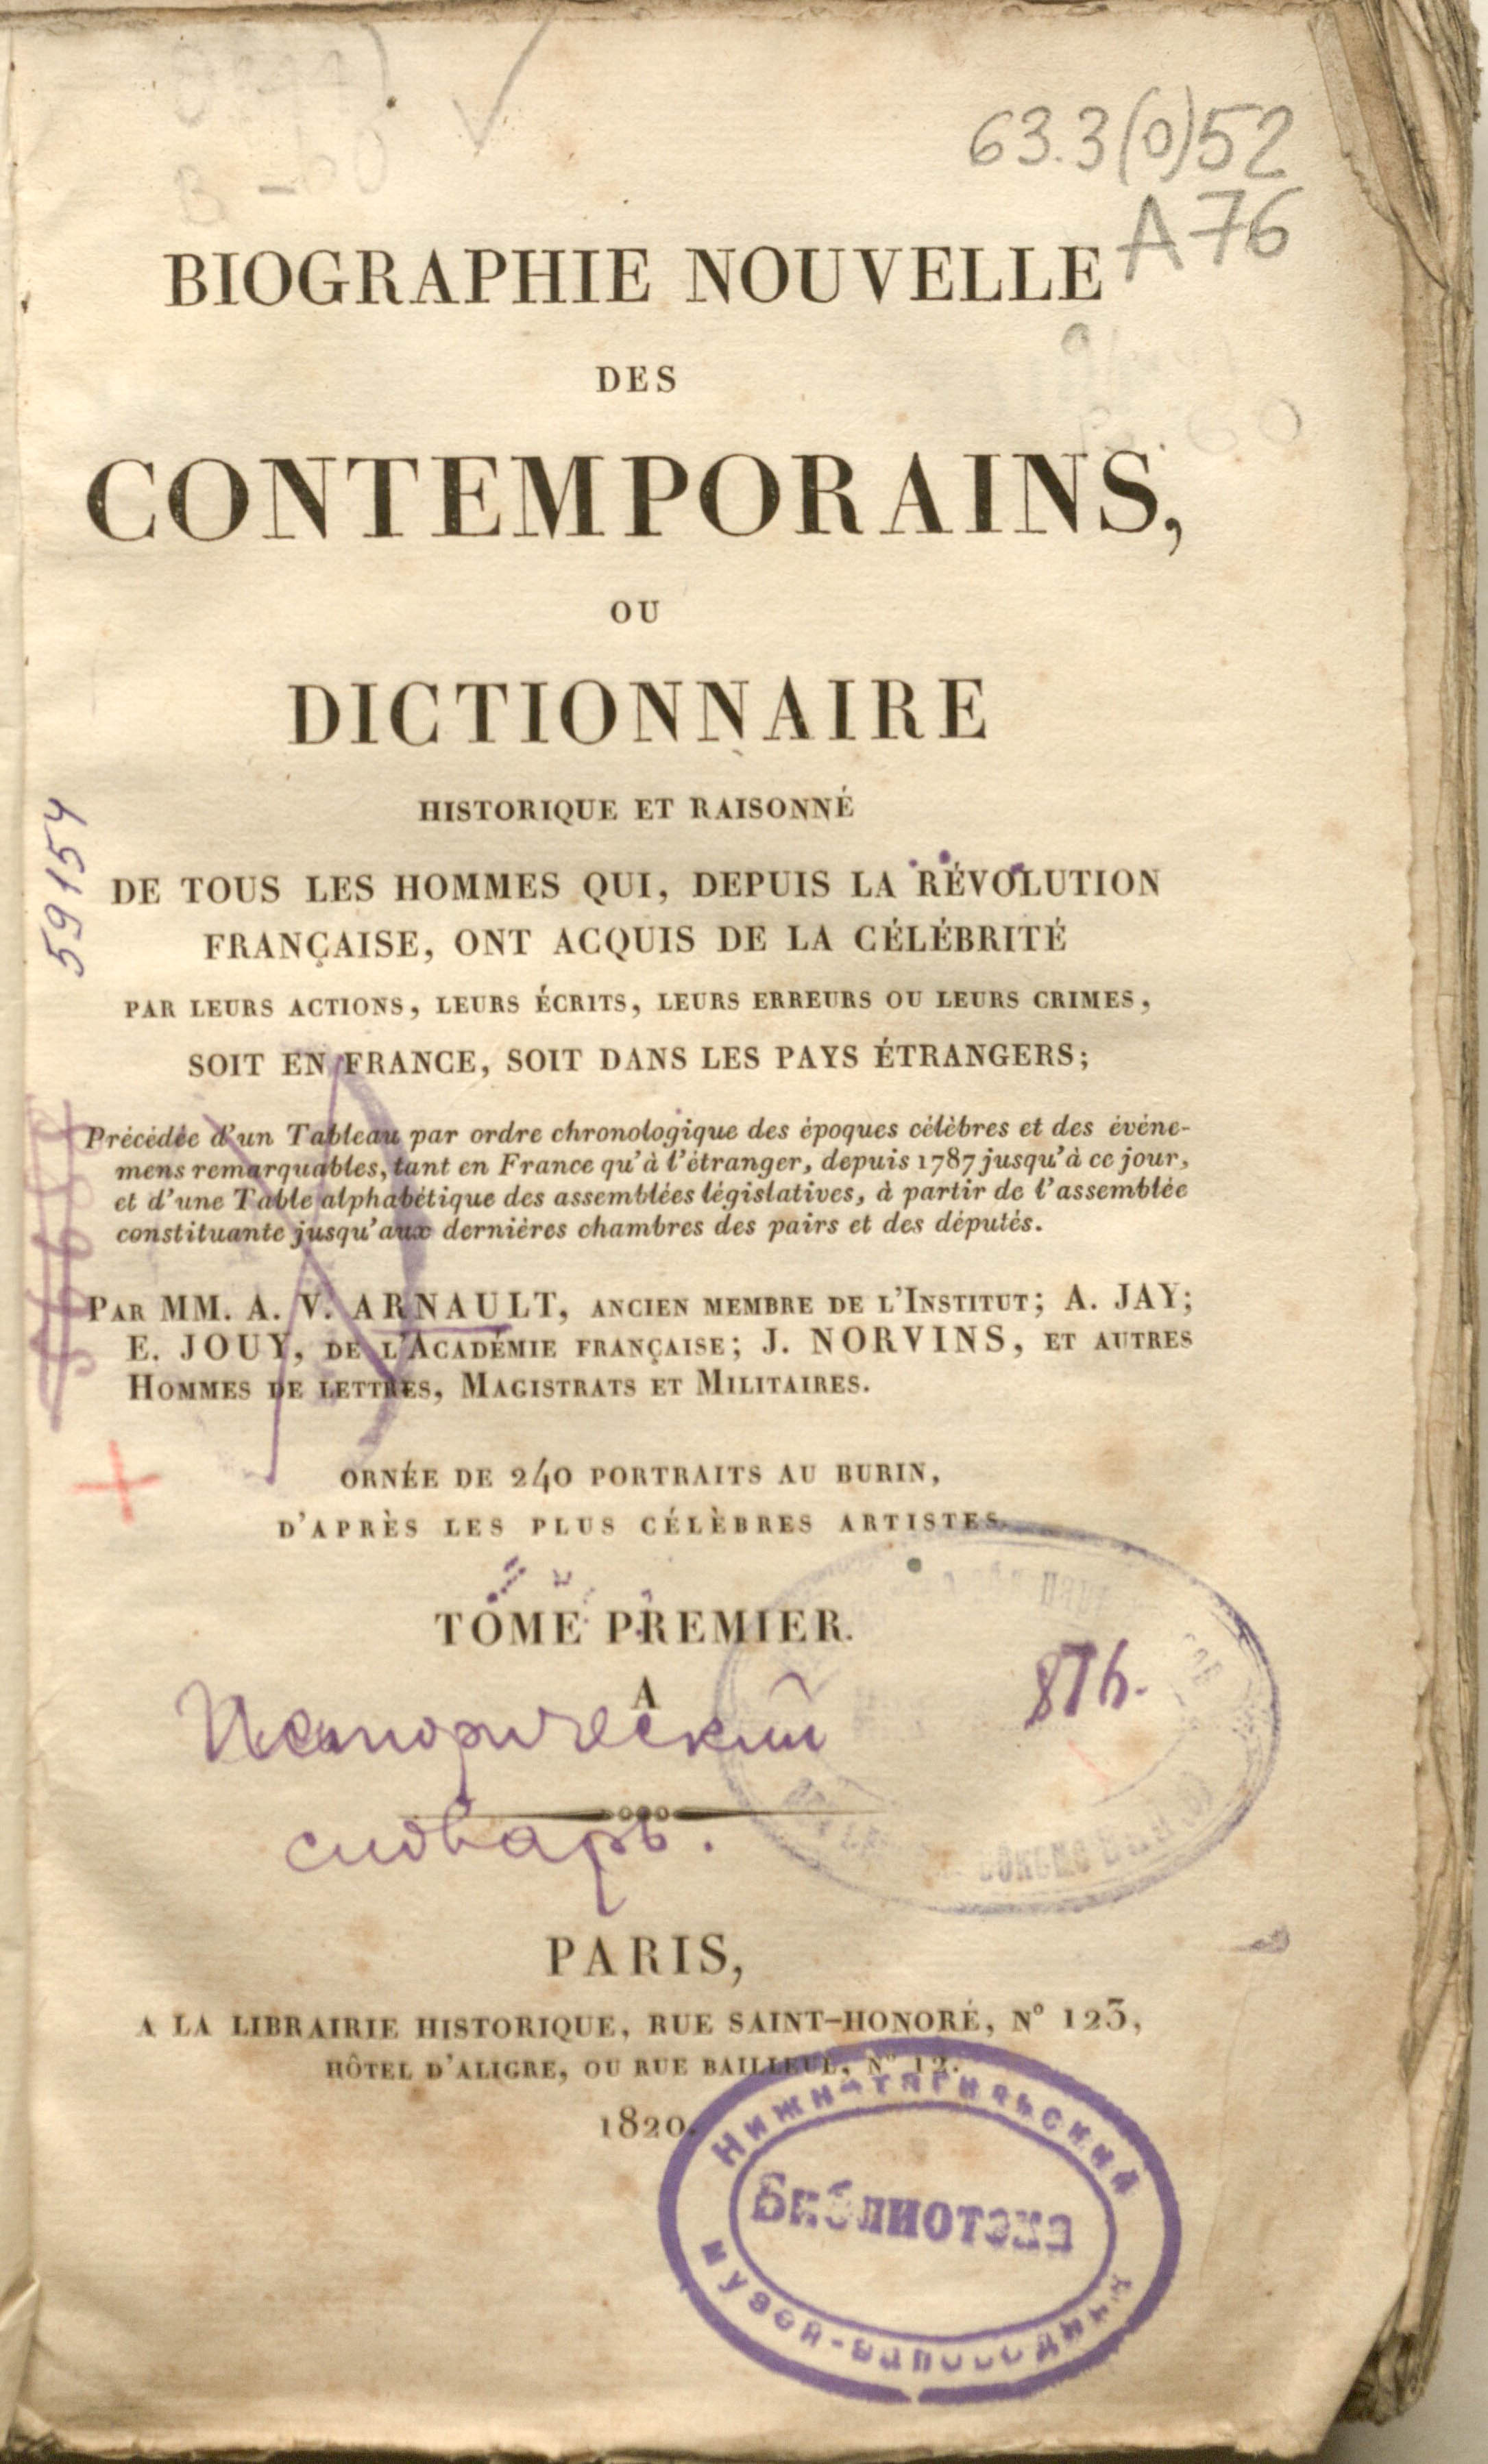 63.3(0)52
A76
BIOGRAPHIE NOUVELLE
DES
CONTEMPORAINS,
OU
DICTIONNAIRE
HISTORIQUE ET RAISONNÉ
DE TOUS LES HOMMES QUI, DEPUIS LA RÉVOLUTION
FRANÇAISE, ONT ACQUIS DE LA CÉLÉBRITÉ
PAR LEURS ACTIONS, LEURS ÉCRITS, LEURS ERREURS OU LEURS CRIMES,
SOIT EN FRANCE, SOIT DANS LES PAYS ÉTRANGERS;
59154
Précédée d'un Tableau par ordre chronologique des époques célèbres et des événe-
mens remarquables, tant en France qu'à l'étranger, depuis 1787 jusqu'à ce jour,
et d'une Table alphabétique des assemblées législatives, à partir de l'assemblée
constituante jusqu'aux dernières chambres des pairs et des députés.
PAR MM. A. V. ARNAULT, ANCIEN MEMBRE DE L'INSTITUT; A. JAY;
E. JOUY, DE L'ACADÉMIE FRANÇAISE; J. NORVINS, ET AUTRES
HOMMES DE LETTRES, MAGISTRATS ET MILITAIRES.
ORNÉE DE 240 PORTRAITS AU BURIN,
D'APRÈS LES PLUS CÉLÈBRES ARTISTES.
TOME PREMIER.
A
Исторический
словарь.
PARIS,
A LA LIBRAIRIE HISTORIQUE, RUE SAINT-HONORÉ, Nº 123,
HÔTEL D'ALIGRE, OU RUE BAILLEUL, Nº 12.
1820.
Нижнетагильский
Библиотека
музей-заповедник